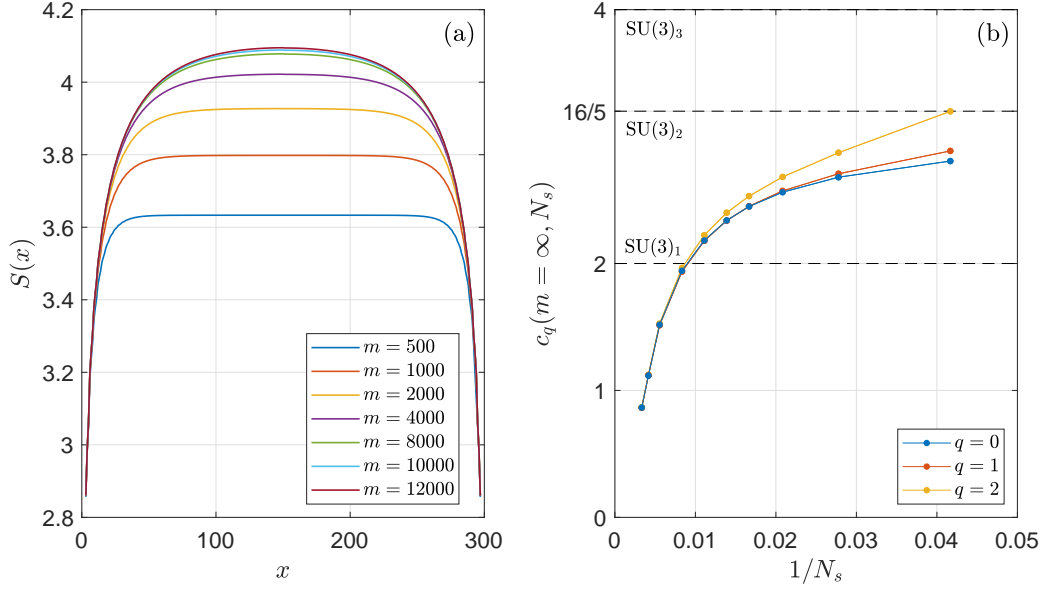 4.2
4
3.8
3.6
3.4
3.2
3
2.8
S(x)
(a)
m = 500
m = 1000
m = 2000
m = 4000
m = 8000
m = 10000
m = 12000
0
100
200
300
x
4
16/5
2
1
0
c_q(m = ∞, N_s)
SU(3)₃
(b)
SU(3)₂
SU(3)₁
q = 0
q = 1
q = 2
0
0.01
0.02
0.03
0.04
0.05
1/N_s